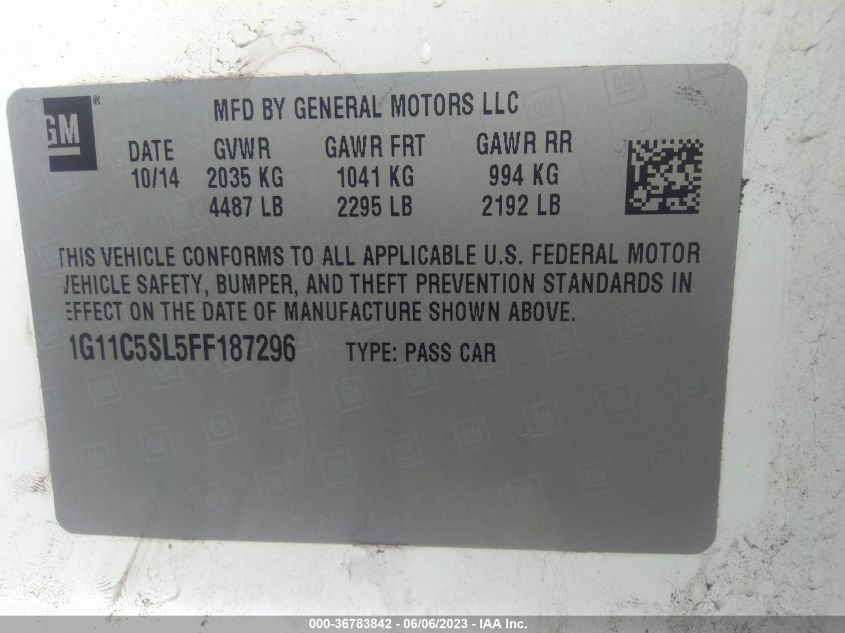 GM ®
MFD BY GENERAL MOTORS LLC
DATE GVWR GAWR FRT GAWR RR
10/14 2035 KG 1041 KG 994 KG
4487 LB 2295 LB 2192 LB
THIS VEHICLE CONFORMS TO ALL APPLICABLE U.S. FEDERAL MOTOR
VEHICLE SAFETY, BUMPER, AND THEFT PREVENTION STANDARDS IN
EFFECT ON THE DATE OF MANUFACTURE SHOWN ABOVE.
1G11C5SL5FF187296 TYPE: PASS CAR
000-36783842 - 06/06/2023 - IAA Inc.